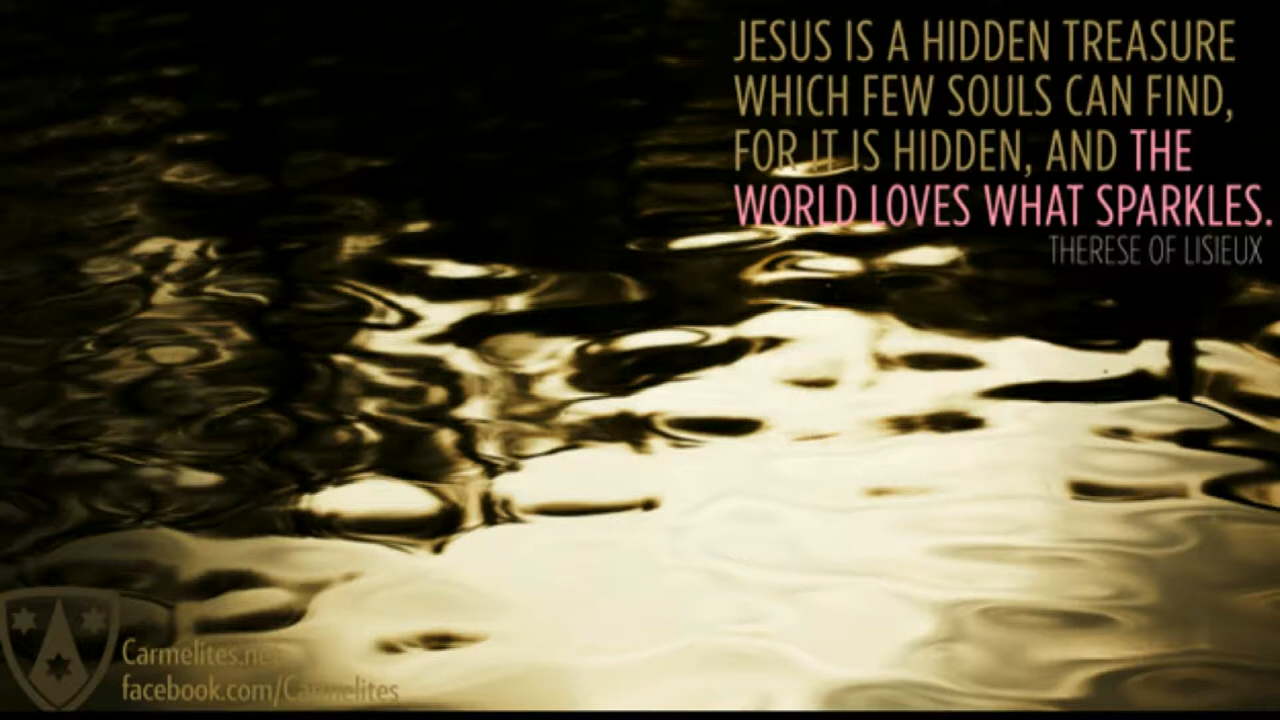 JESUS IS A HIDDEN TREASURE
WHICH FEW SOULS CAN FIND,
FOR IT IS HIDDEN, AND THE
WORLD LOVES WHAT SPARKLES.
THERESE OF LISIEUX
Carmelites.net
facebook.com/Carmelites